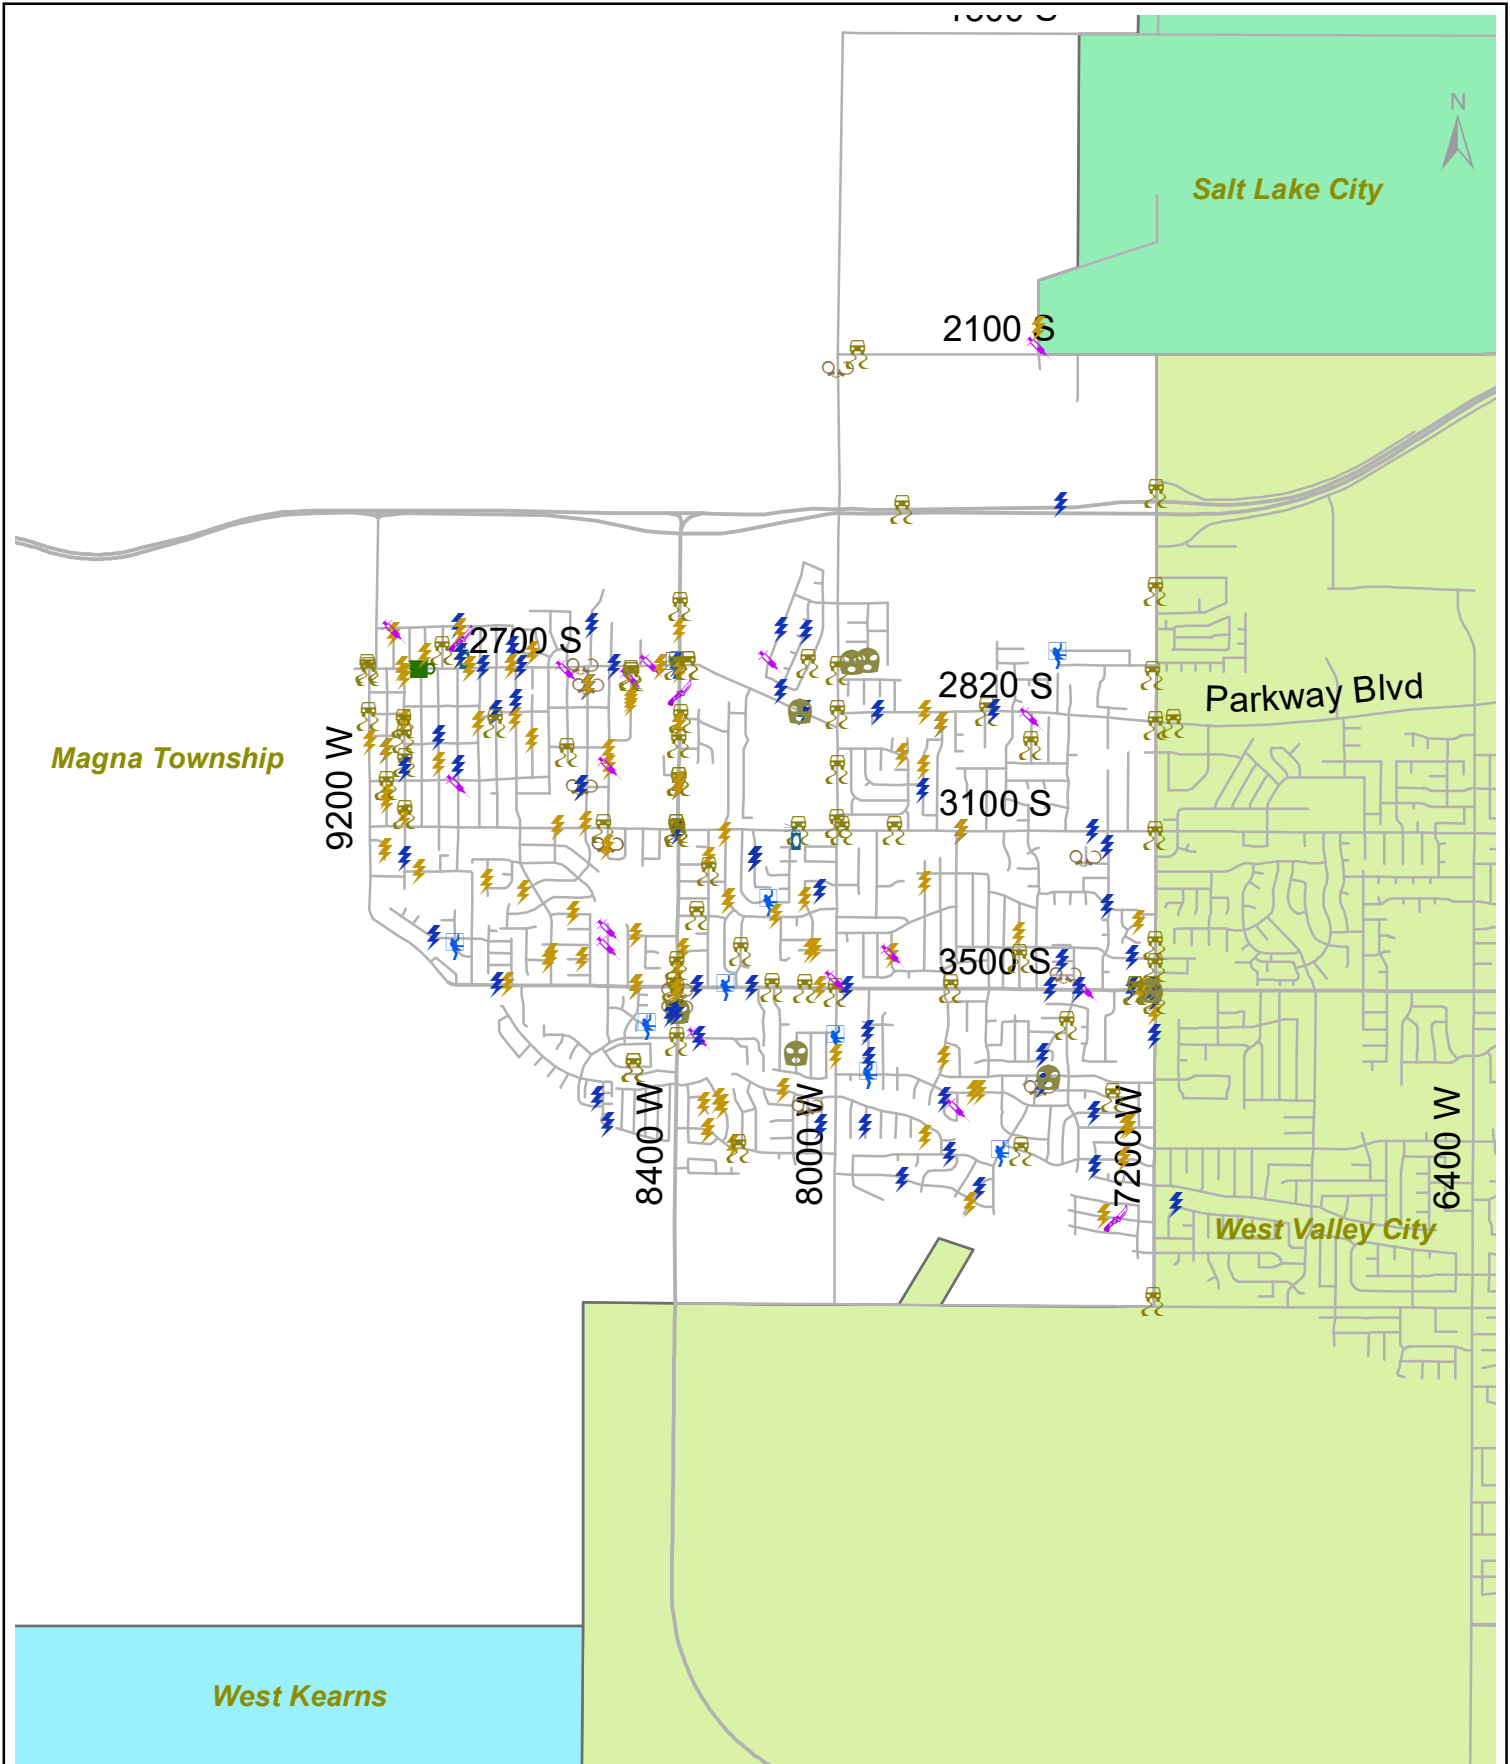 N
Salt Lake City
2100 S
2700 S
2820 S
Parkway Blvd
Magna Township
9200 W
3100 S
3500 S
8400 W
8000 W
7200 W
6400 W
West Valley City
West Kearns